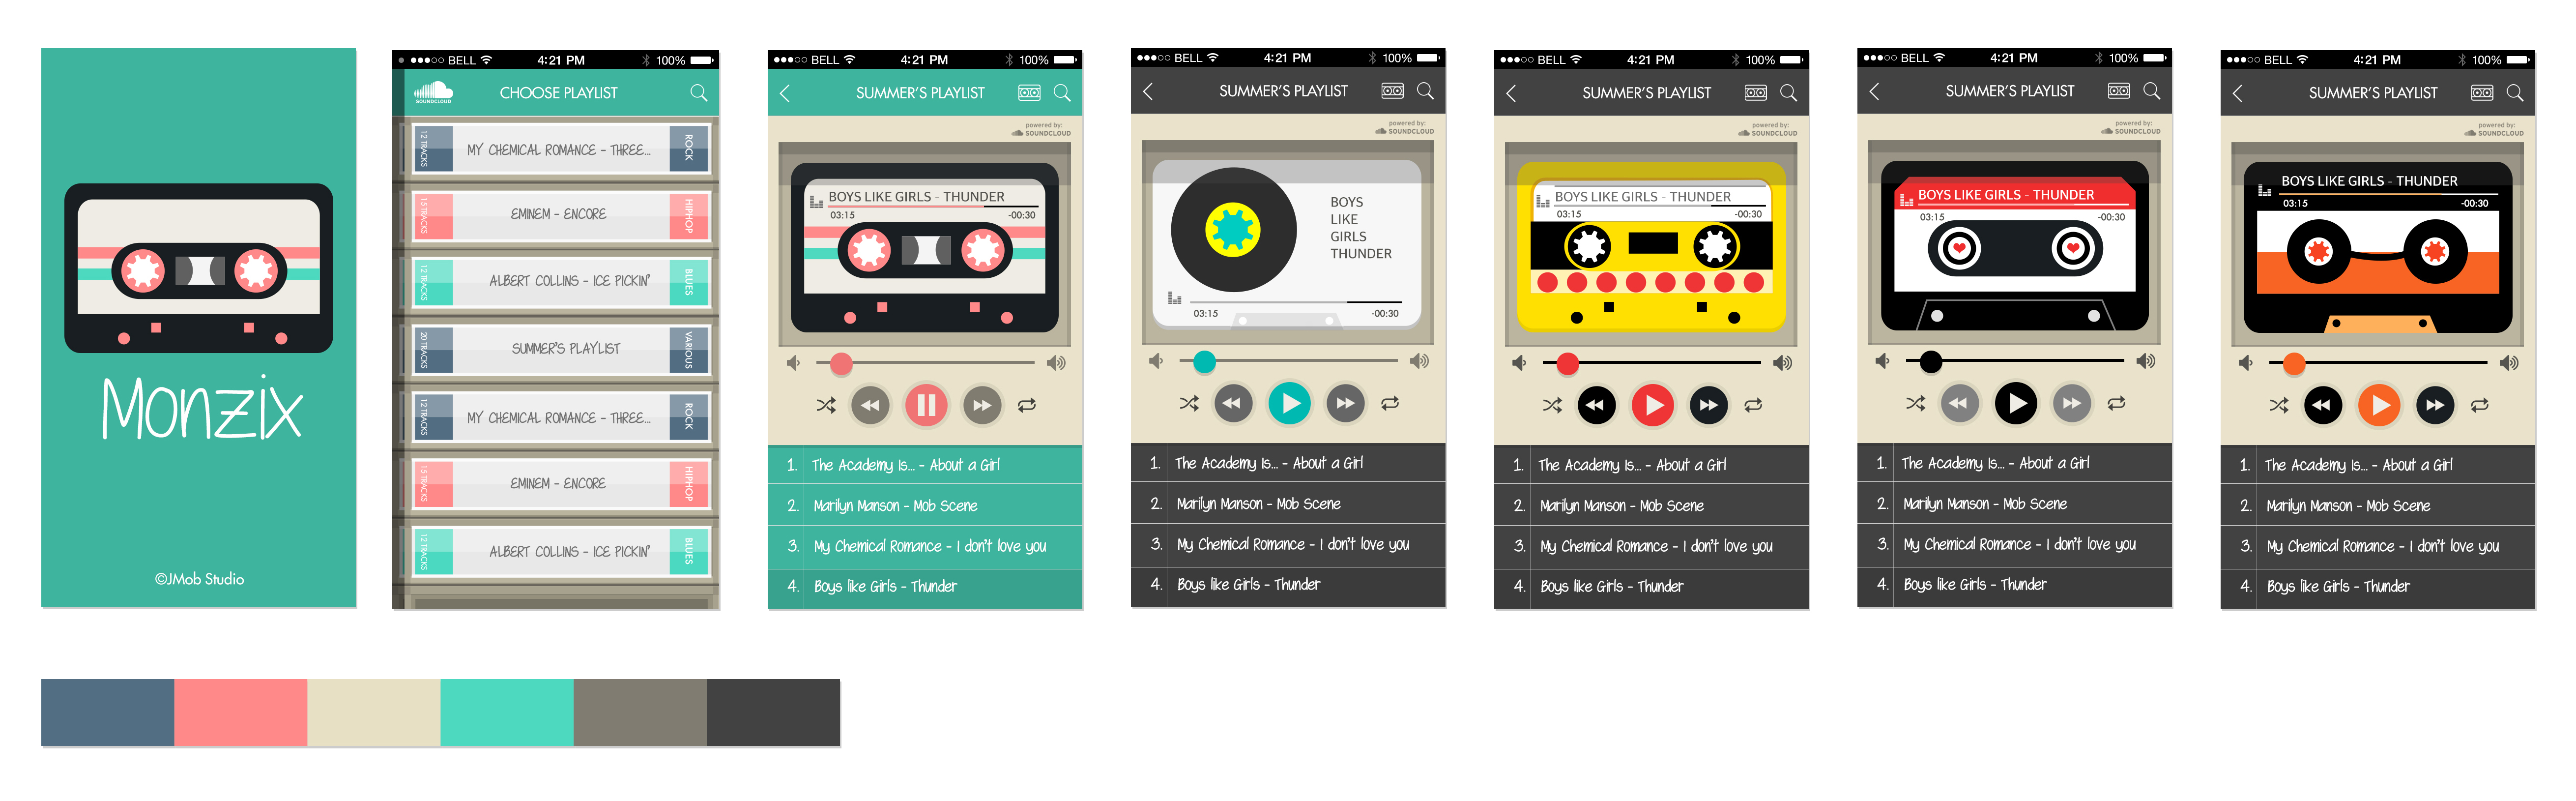 Monzix
©JMob Studio
BELL 4:21 PM 100%
SOUNDCLOUD
CHOOSE PLAYLIST
12 TRACKS MY CHEMICAL ROMANCE - THREE... ROCK
15 TRACKS EMINEM - ENCORE HIPHOP
12 TRACKS ALBERT COLLINS - ICE PICKIN' BLUES
20 TRACKS SUMMER'S PLAYLIST VARIOUS
12 TRACKS MY CHEMICAL ROMANCE - THREE... ROCK
15 TRACKS EMINEM - ENCORE HIPHOP
12 TRACKS ALBERT COLLINS - ICE PICKIN' BLUES
BELL 4:21 PM 100%
SUMMER'S PLAYLIST
powered by:
SOUNDCLOUD
BOYS LIKE GIRLS - THUNDER
03:15 -00:30
1. The Academy Is... - About a Girl
2. Marilyn Manson - Mob Scene
3. My Chemical Romance - I don't love you
4. Boys like Girls - Thunder
BELL 4:21 PM 100%
SUMMER'S PLAYLIST
powered by:
SOUNDCLOUD
BOYS
LIKE
GIRLS
THUNDER
03:15 -00:30
1. The Academy Is... - About a Girl
2. Marilyn Manson - Mob Scene
3. My Chemical Romance - I don't love you
4. Boys like Girls - Thunder
BELL 4:21 PM 100%
SUMMER'S PLAYLIST
powered by:
SOUNDCLOUD
BOYS LIKE GIRLS - THUNDER
03:15 -00:30
1. The Academy Is... - About a Girl
2. Marilyn Manson - Mob Scene
3. My Chemical Romance - I don't love you
4. Boys like Girls - Thunder
BELL 4:21 PM 100%
SUMMER'S PLAYLIST
powered by:
SOUNDCLOUD
BOYS LIKE GIRLS - THUNDER
03:15 -00:30
1. The Academy Is... - About a Girl
2. Marilyn Manson - Mob Scene
3. My Chemical Romance - I don't love you
4. Boys like Girls - Thunder
BELL 4:21 PM 100%
SUMMER'S PLAYLIST
powered by:
SOUNDCLOUD
BOYS LIKE GIRLS - THUNDER
03:15 -00:30
1. The Academy Is... - About a Girl
2. Marilyn Manson - Mob Scene
3. My Chemical Romance - I don't love you
4. Boys like Girls - Thunder